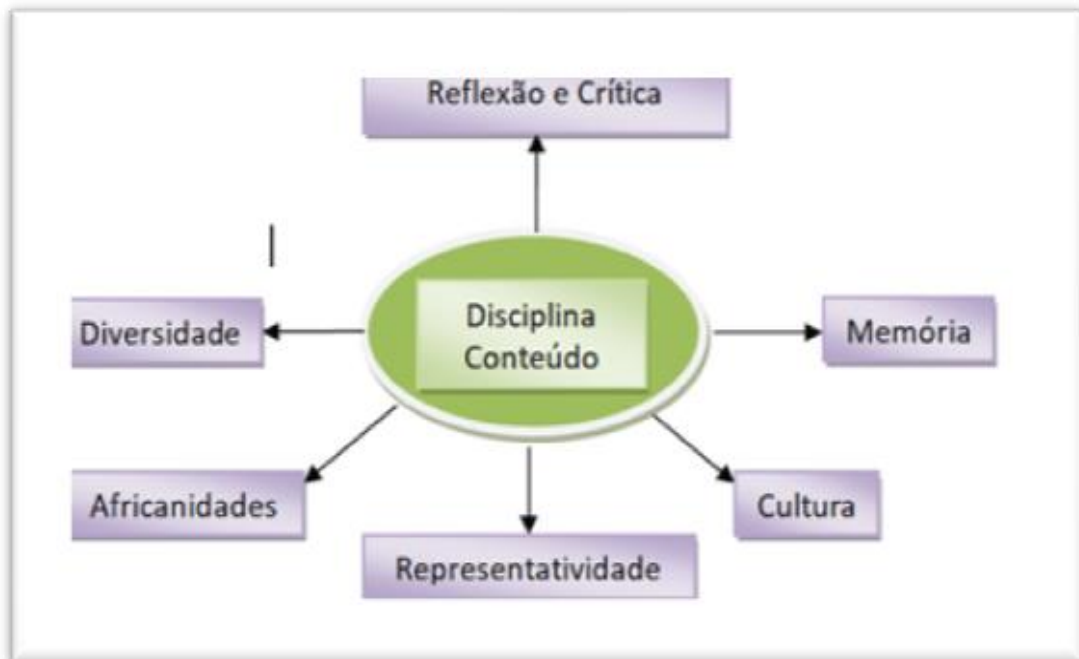 Reflexão e Crítica
Disciplina
Conteúdo
Diversidade
Memória
Africanidades
Cultura
Representatividade